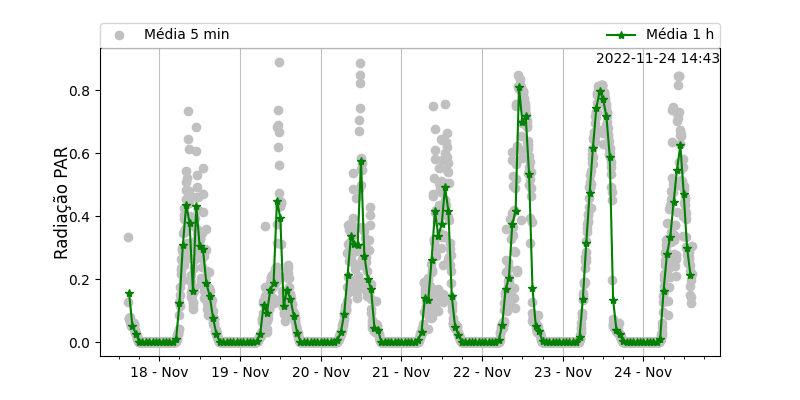 Média 5 min
Média 1 h
2022-11-24 14:43
Radiação PAR
0.8
0.6
0.4
0.2
0.0
18 - Nov
19 - Nov
20 - Nov
21 - Nov
22 - Nov
23 - Nov
24 - Nov